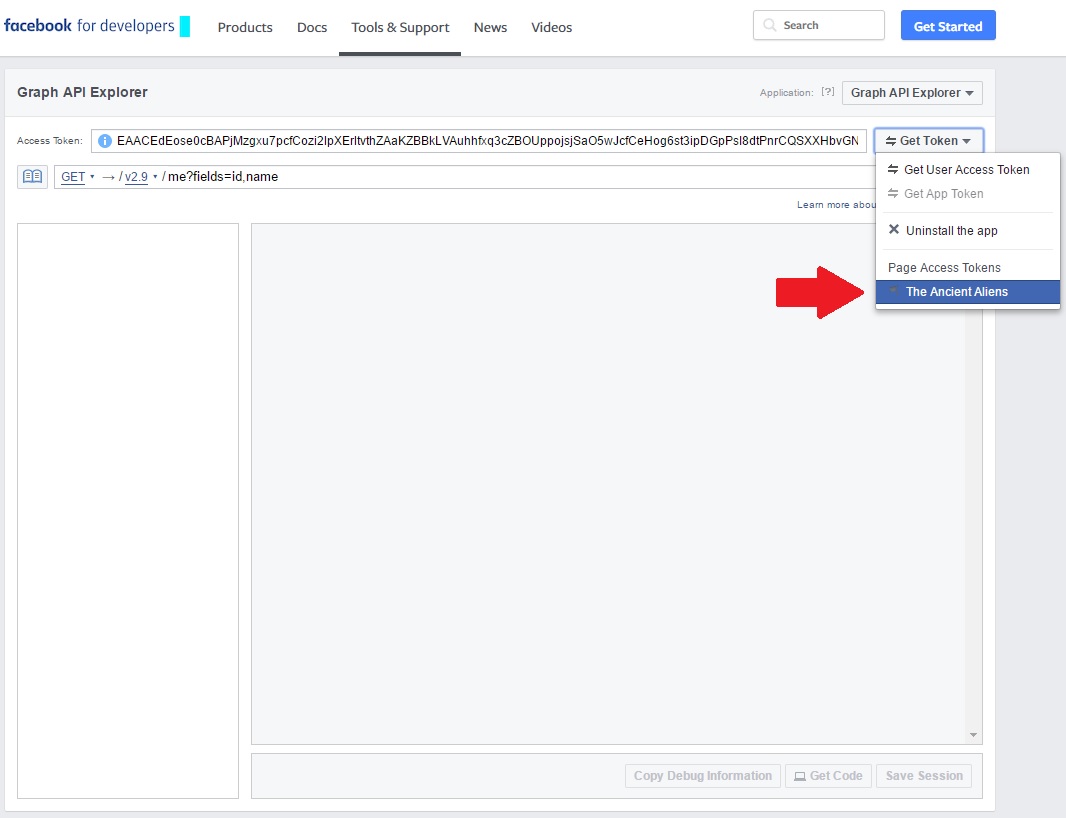 facebook for developers Products Docs Tools & Support News Videos Search Get Started
Graph API Explorer Application: [?] Graph API Explorer
Access Token: EAACEdEose0cBAPjMzgxu7pcfCozi2IpXErltvthZAaKZBBkLVAuhhfxq3cZBOUppojsjSaO5wJcfCeHog6st3ipDGpPsI8dtPnrCQSXXHbvGN Get Token
GET → / v2.9 / me?fields=id,name
Get User Access Token
Get App Token
Learn more abou
Uninstall the app
Page Access Tokens
The Ancient Aliens
Copy Debug Information Get Code Save Session